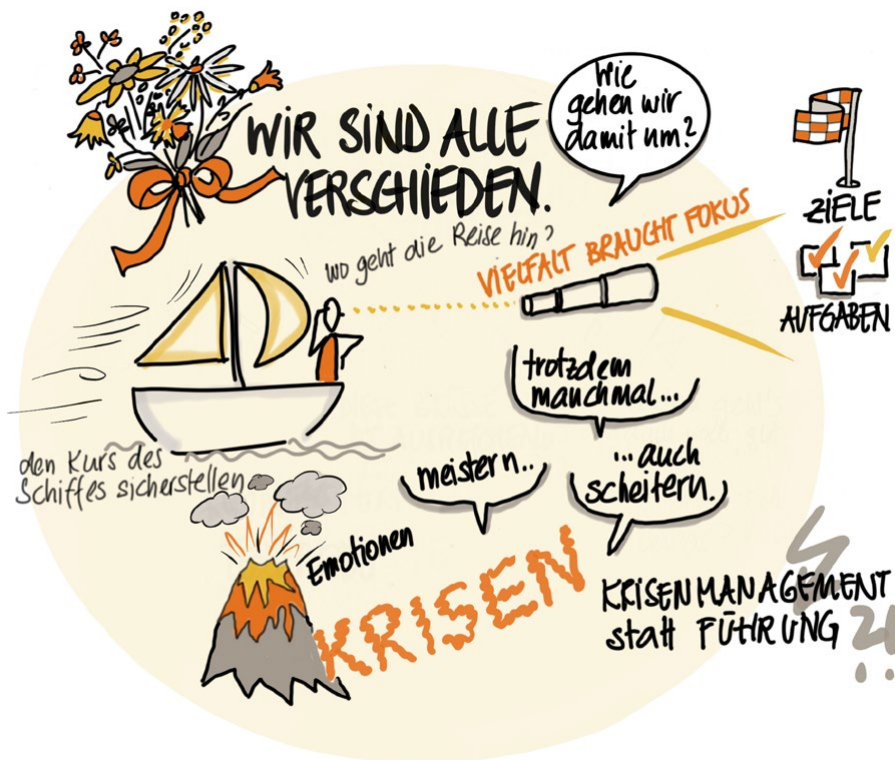 Wie
gehen wir
damit um?
WIR SIND ALLE
VERSCHIEDEN.
wo geht die Reise hin?
VIELFALT BRAUCHT FOKUS
ZIELE
AUFGABEN
trotzdem
manchmal...
...auch
scheitern.
meistern..
den Kurs des
Schiffes sicherstellen
Emotionen
KRISEN
KRISENMANAGEMENT
statt FÜHRUNG ?!